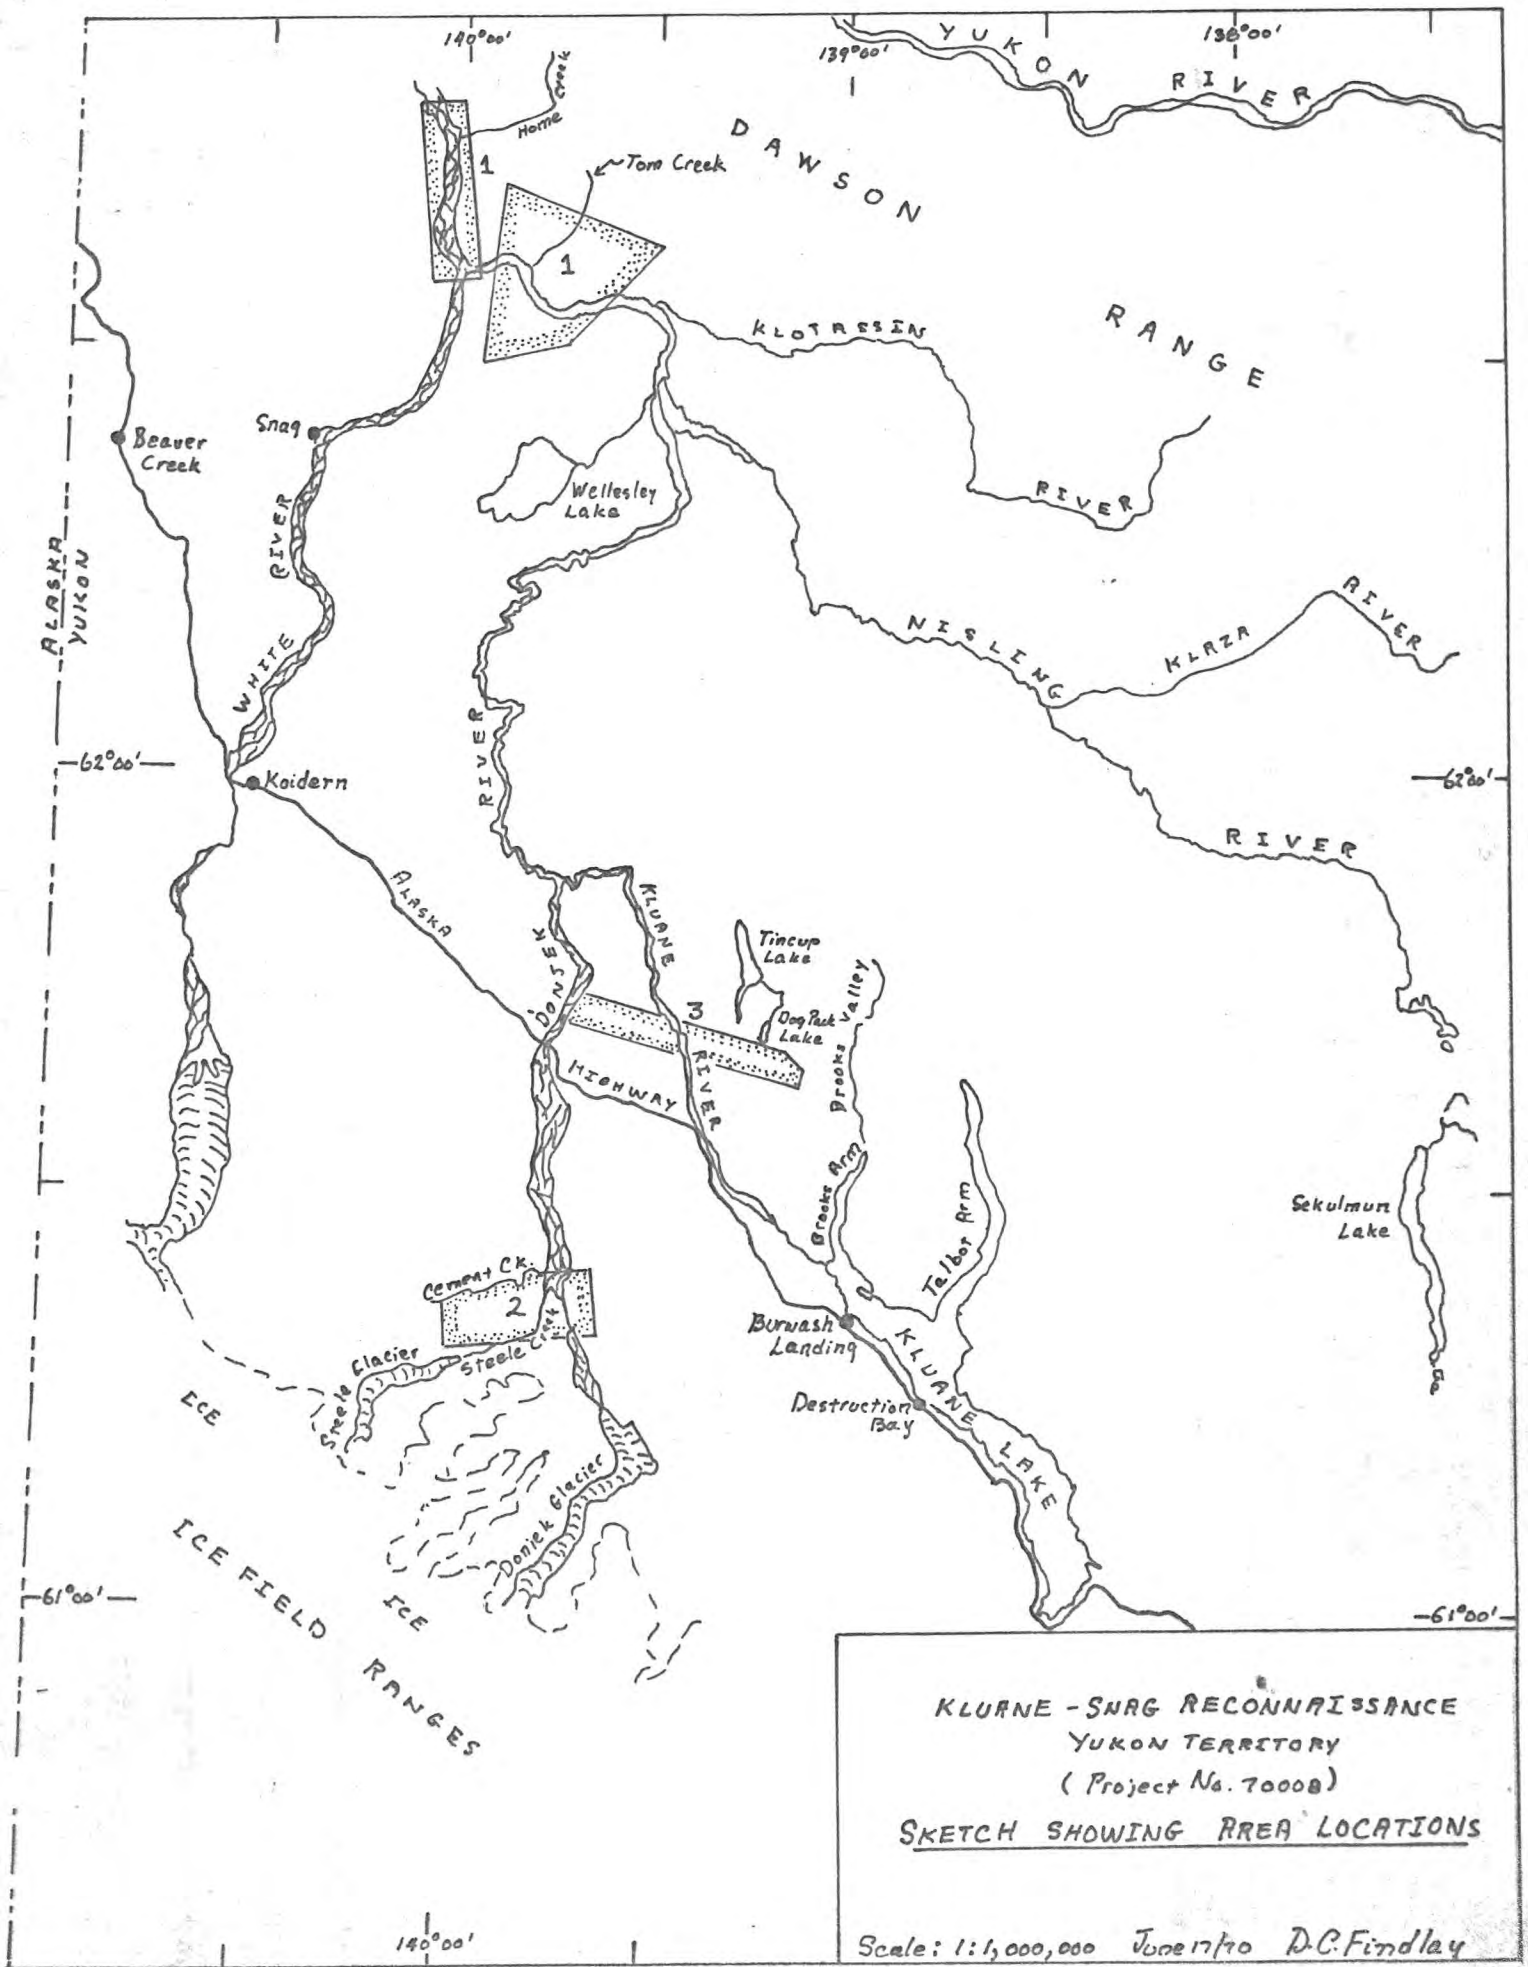 140°00'
139°00'
138°00'
YUKON RIVER
Home Creek
1
Tom Creek
1
DAWSON
RANGE
KLOTASSIN
RIVER
Snag
Beaver
Creek
Wellesley
Lake
ALASKA
YUKON
WHITE RIVER
NISLING
KLAZA RIVER
RIVER
62°00'
62°00'
Koidern
RIVER
ALASKA
DONJEK
KLUANE
Tincup
Lake
3
Dog Pack
Lake
Brooks Valley
HIGHWAY
RIVER
Brooks Arm
Talbot Arm
Sekulmun
Lake
Cement Ck.
2
Steele Creek
Steele Glacier
Burwash
Landing
KLUANE LAKE
Destruction
Bay
ICE
Donjek Glacier
ICE FIELD RANGES
ICE
61°00'
61°00'
KLUANE - SNAG RECONNAISSANCE
YUKON TERRITORY
(Project No. 70008)
SKETCH SHOWING AREA LOCATIONS
140°00'
Scale: 1:1,000,000 June 17/70 D.C. Findlay